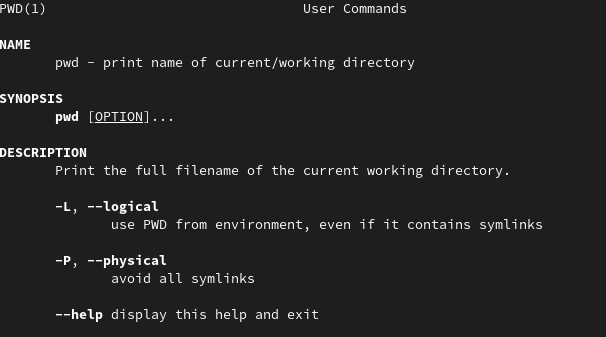 PWD(1) User Commands
NAME
pwd - print name of current/working directory
SYNOPSIS
pwd [OPTION]...
DESCRIPTION
Print the full filename of the current working directory.
-L, --logical
use PWD from environment, even if it contains symlinks
-P, --physical
avoid all symlinks
--help display this help and exit